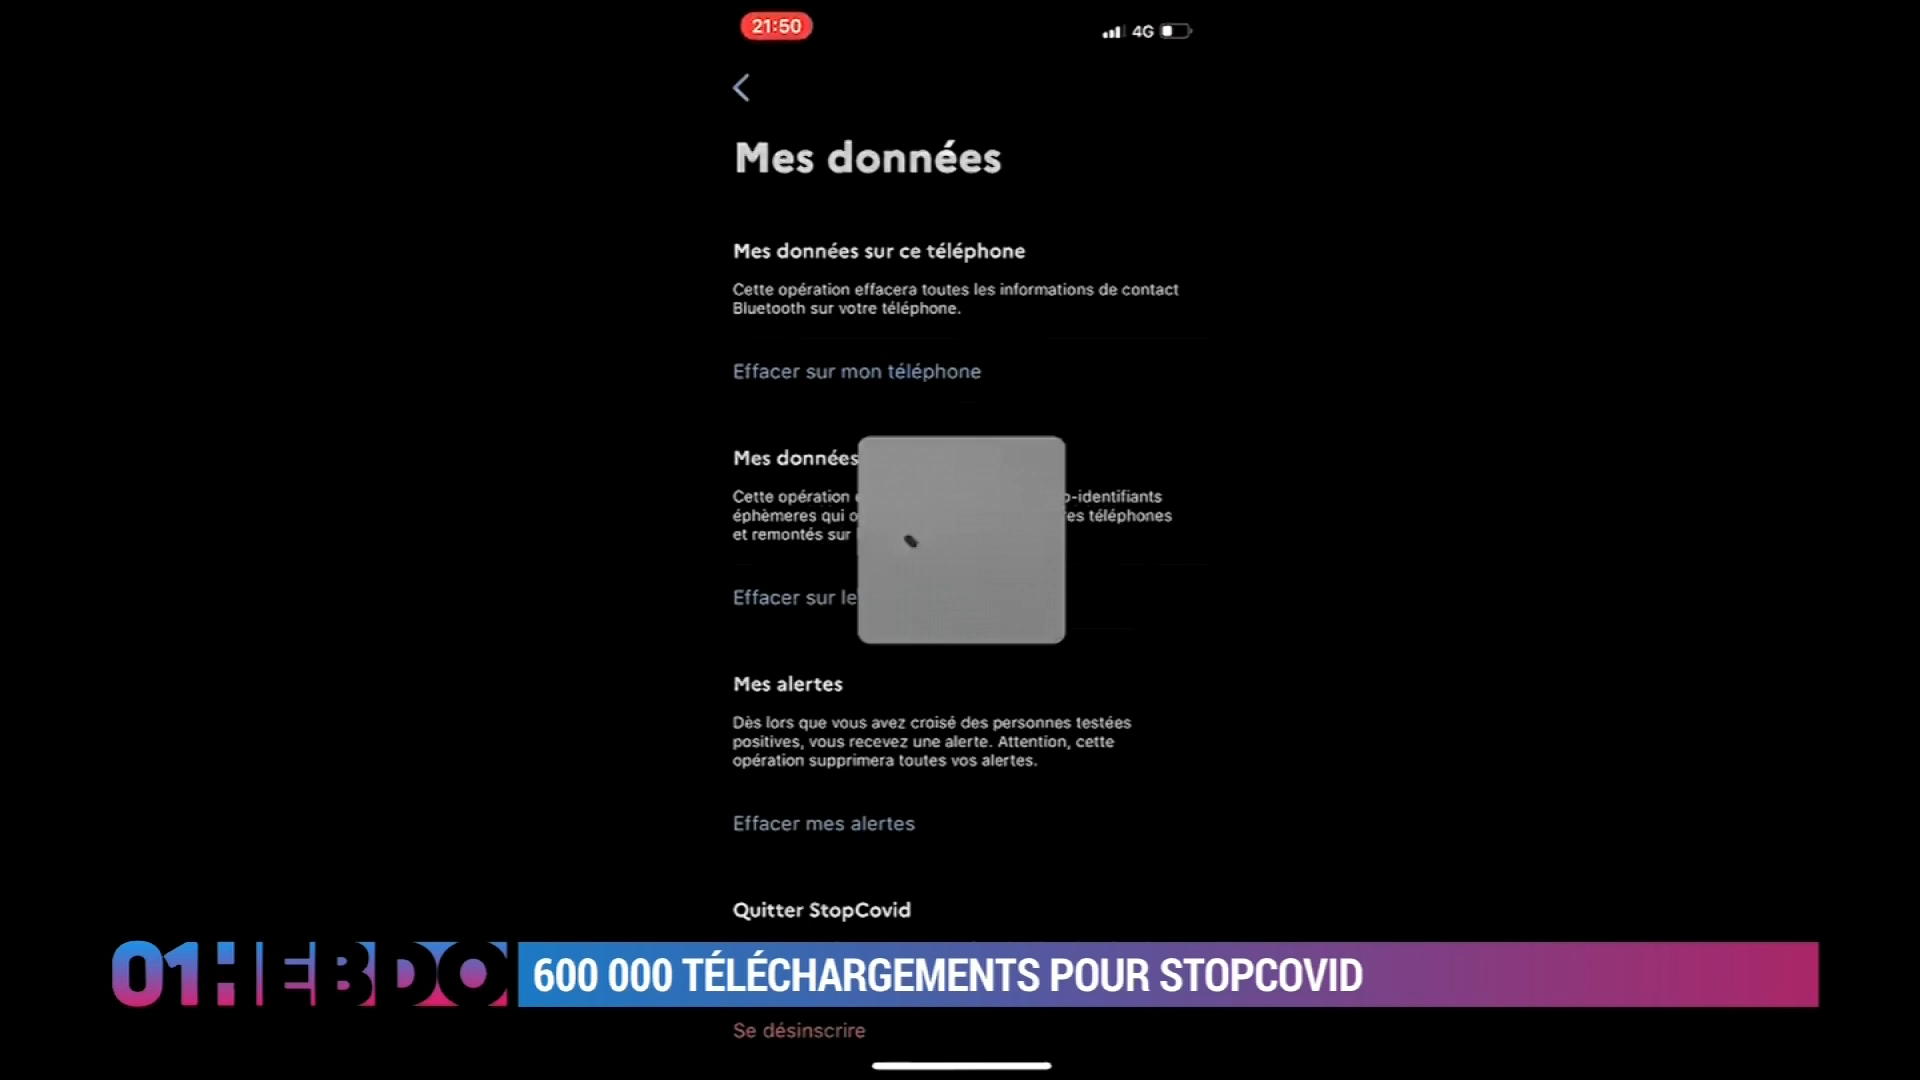 21:50
4G
Mes données
Mes données sur ce téléphone
Cette opération effacera toutes les informations de contact
Bluetooth sur votre téléphone.
Effacer sur mon téléphone
Mes données
Cette opération -identifiants
éphémères qui téléphones
et remontés sur
Effacer sur le
Mes alertes
Dès lors que vous avez croisé des personnes testées
positives, vous recevez une alerte. Attention, cette
opération supprimera toutes vos alertes.
Effacer mes alertes
Quitter StopCovid
01HEBDO
600 000 TÉLÉCHARGEMENTS POUR STOPCOVID
Se désinscrire